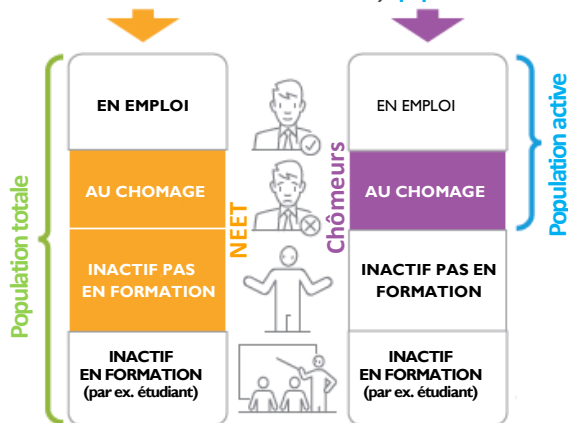 Population totale
EN EMPLOI
AU CHOMAGE
INACTIF PAS
EN FORMATION
INACTIF
EN FORMATION
(par ex. étudiant)
NEET
Chômeurs
EN EMPLOI
AU CHOMAGE
INACTIF PAS EN
FORMATION
INACTIF
EN FORMATION
(par ex. étudiant)
Population active